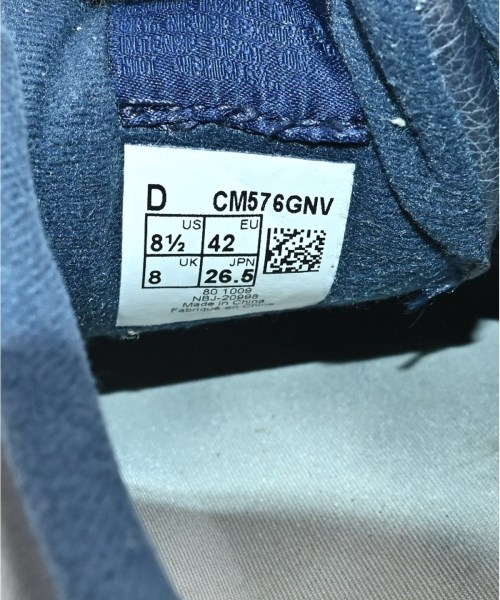 D CM576GNV
US 8½ EU 42
UK 8 JPN 26.5
80 1009
NBJ-20998
Made in China
Fabriqué en Chine